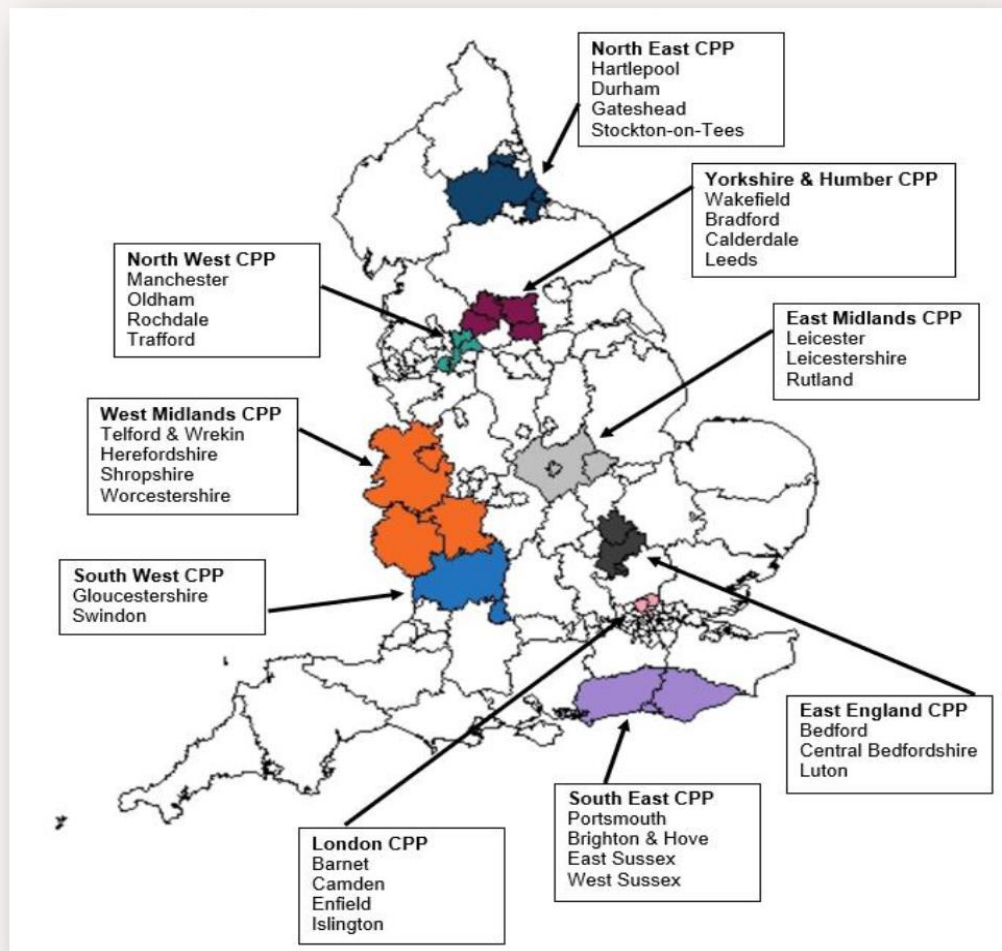 North East CPP
Hartlepool
Durham
Gateshead
Stockton-on-Tees
Yorkshire & Humber CPP
Wakefield
Bradford
Calderdale
Leeds
North West CPP
Manchester
Oldham
Rochdale
Trafford
East Midlands CPP
Leicester
Leicestershire
Rutland
West Midlands CPP
Telford & Wrekin
Herefordshire
Shropshire
Worcestershire
South West CPP
Gloucestershire
Swindon
East England CPP
Bedford
Central Bedfordshire
Luton
South East CPP
Portsmouth
Brighton & Hove
East Sussex
West Sussex
London CPP
Barnet
Camden
Enfield
Islington